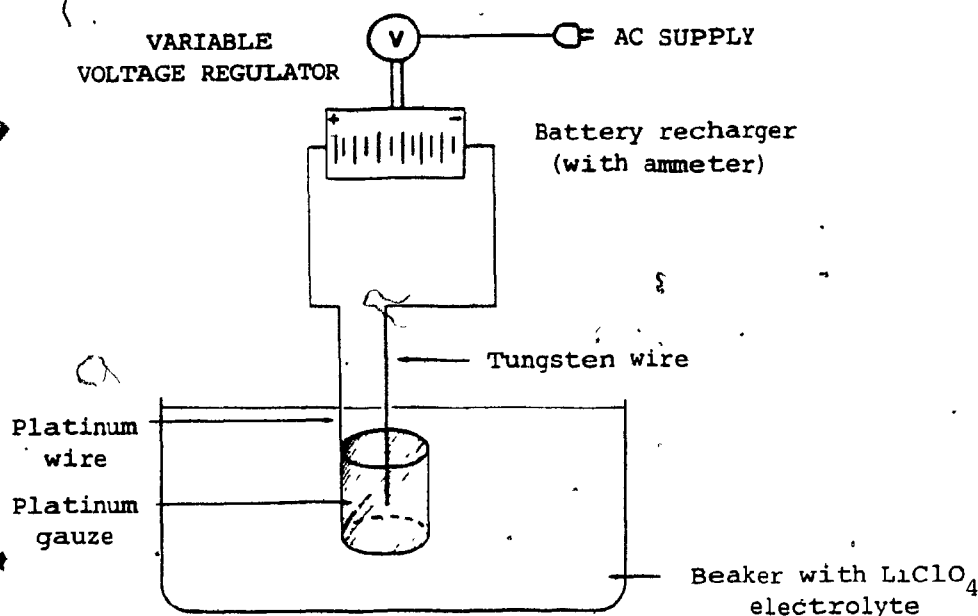 VARIABLE
VOLTAGE REGULATOR
V
AC SUPPLY
+ -
Battery recharger
(with ammeter)
Tungsten wire
Platinum
wire
Platinum
gauze
Beaker with LiClO4
electrolyte